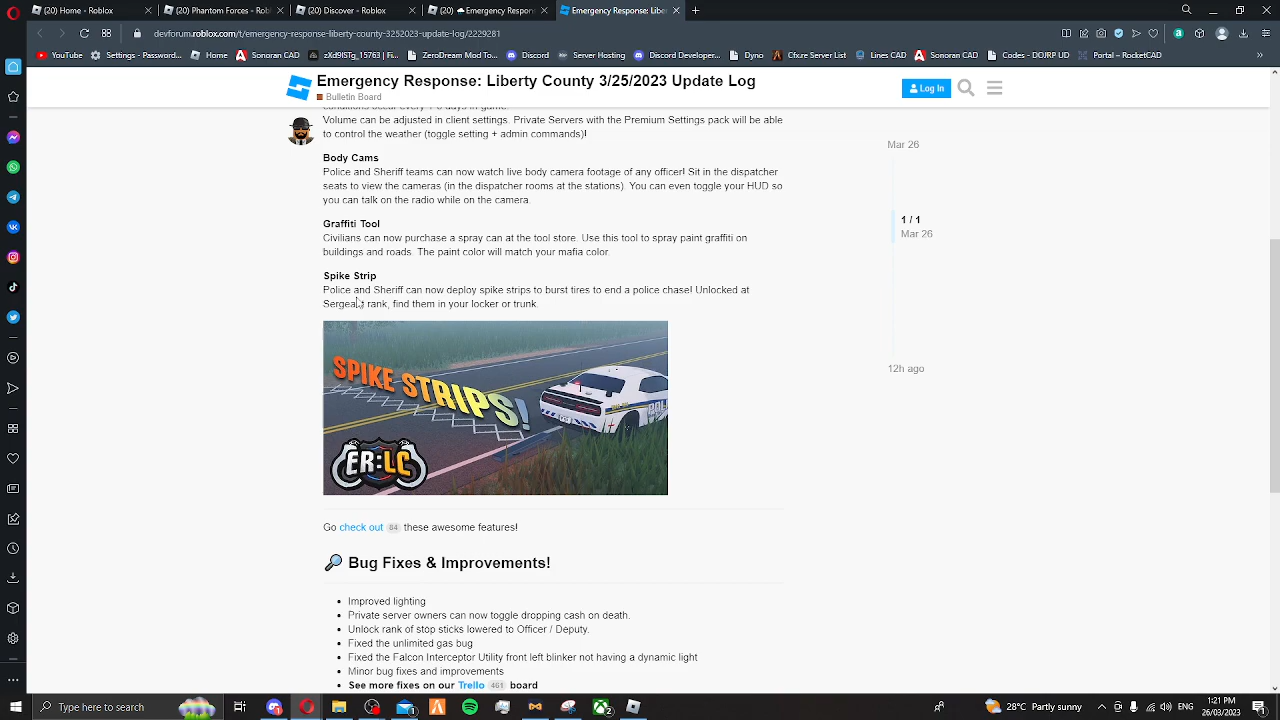 (20) Home - Roblox
(20) Phantom Forces - Robl
(20) Discover - Roblox
(20) Emergency Respons
Emergency Response: Liber
devforum.roblox.com/t/emergency-response-liberty-county-3252023-update-log/2229281
YouTube
Settings - Password...
Home
Sonoran CAD
zXdi9STg_15763 | Fi...
ZeroDream Frpd Tu...
Discord
Server Hosting
Discord Developer...
Dyno
Cfx.re Server List
Lines CAD
Sonoran CAD
Codes - DOJRP UD
Portal – RocketCAD
Emergency Response: Liberty County 3/25/2023 Update Log
Bulletin Board
Log In
Volume can be adjusted in client settings. Private Servers with the Premium Settings pack will be able
to control the weather (toggle setting + admin commands)!
Body Cams
Police and Sheriff teams can now watch live body camera footage of any officer! Sit in the dispatcher
seats to view the cameras (in the dispatcher rooms at the stations). You can even toggle your HUD so
you can talk on the radio while on the camera.
Graffiti Tool
Civilians can now purchase a spray can at the tool store. Use this tool to spray paint graffiti on
buildings and roads. The paint color will match your mafia color.
Spike Strip
Police and Sheriff can now deploy spike strips to burst tires to end a police chase! Unlocked at
Sergeant rank, find them in your locker or trunk.
SPIKE STRIPS!
ER:LC
Go check out 64 these awesome features!
Bug Fixes & Improvements!
Improved lighting
Private server owners can now toggle dropping cash on death.
Unlock rank of stop sticks lowered to Officer / Deputy.
Fixed the unlimited gas bug
Fixed the Falcon Interceptor Utility front left blinker not having a dynamic light
Minor bug fixes and improvements
See more fixes on our Trello 461 board
Mar 26
1 / 1
Mar 26
12h ago
Type here to search
28°C Partly sunny
ENG
1:21 PM
26/03/2023